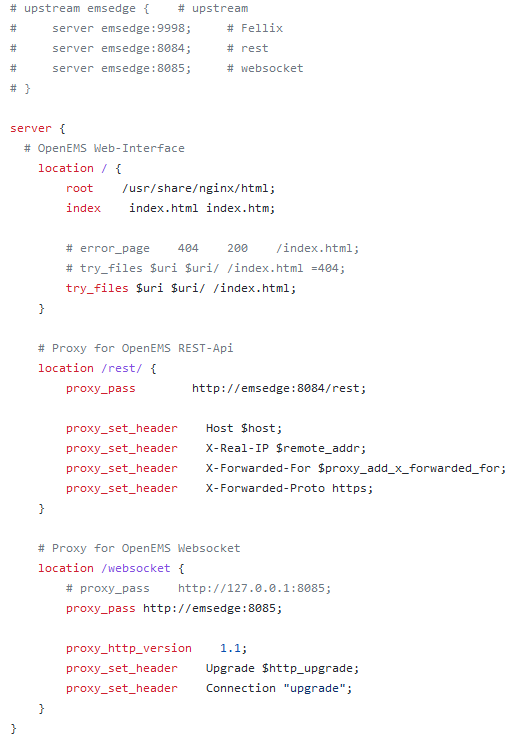 # upstream emsedge {    # upstream
#     server emsedge:9998;     # Fellix
#     server emsedge:8084;     # rest
#     server emsedge:8085;     # websocket
# }
server {
  # OpenEMS Web-Interface
    location / {
        root    /usr/share/nginx/html;
        index    index.html index.htm;
        # error_page    404    200    /index.html;
        # try_files $uri $uri/ /index.html =404;
        try_files $uri $uri/ /index.html;
    }
    # Proxy for OpenEMS REST-Api
    location /rest/ {
        proxy_pass        http://emsedge:8084/rest;
        proxy_set_header    Host $host;
        proxy_set_header    X-Real-IP $remote_addr;
        proxy_set_header    X-Forwarded-For $proxy_add_x_forwarded_for;
        proxy_set_header    X-Forwarded-Proto https;
    }
    # Proxy for OpenEMS Websocket
    location /websocket {
        # proxy_pass    http://127.0.0.1:8085;
        proxy_pass http://emsedge:8085;
        proxy_http_version    1.1;
        proxy_set_header    Upgrade $http_upgrade;
        proxy_set_header    Connection "upgrade";
    }
}